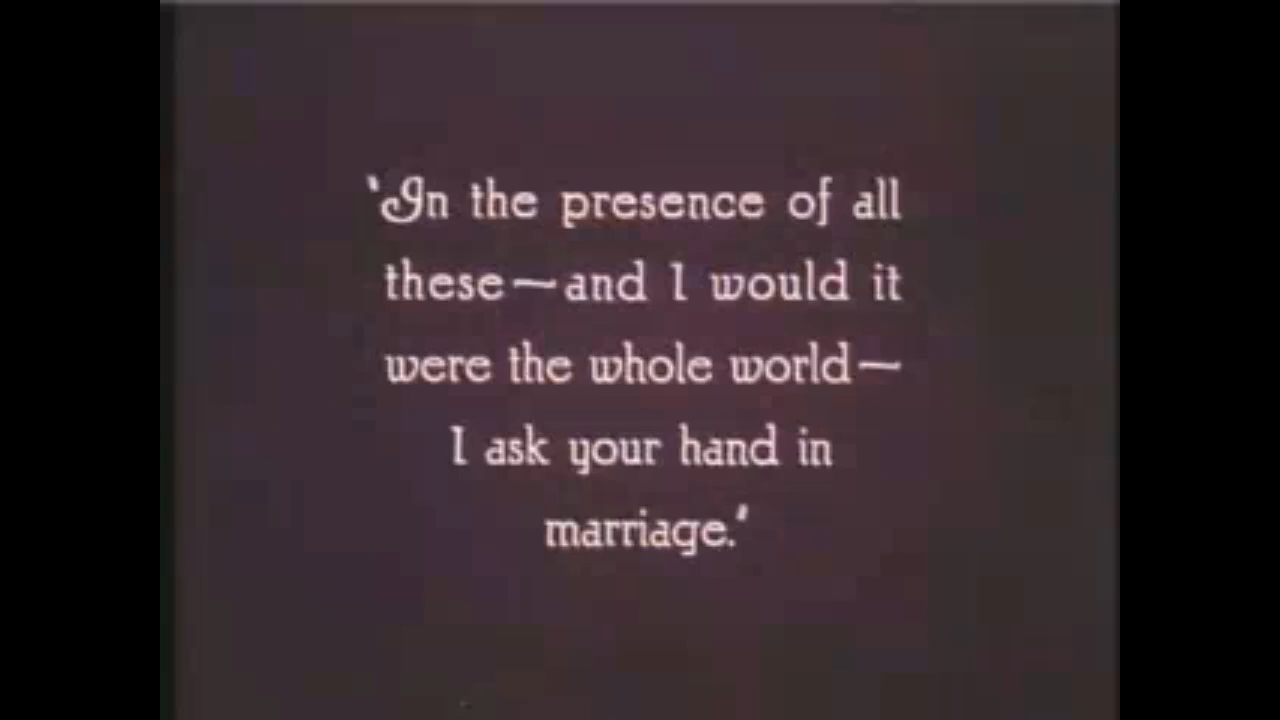 'In the presence of all
these—and I would it
were the whole world—
I ask your hand in
marriage.'